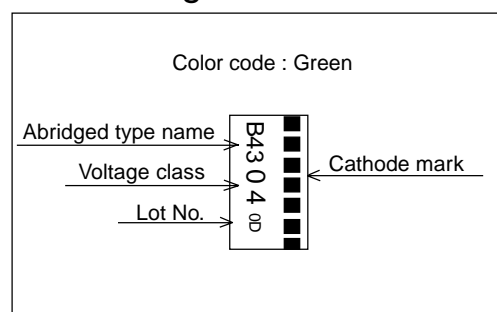 Color code : Green
Abridged type name
Voltage class
Lot No.
B43 0 4 0D
Cathode mark